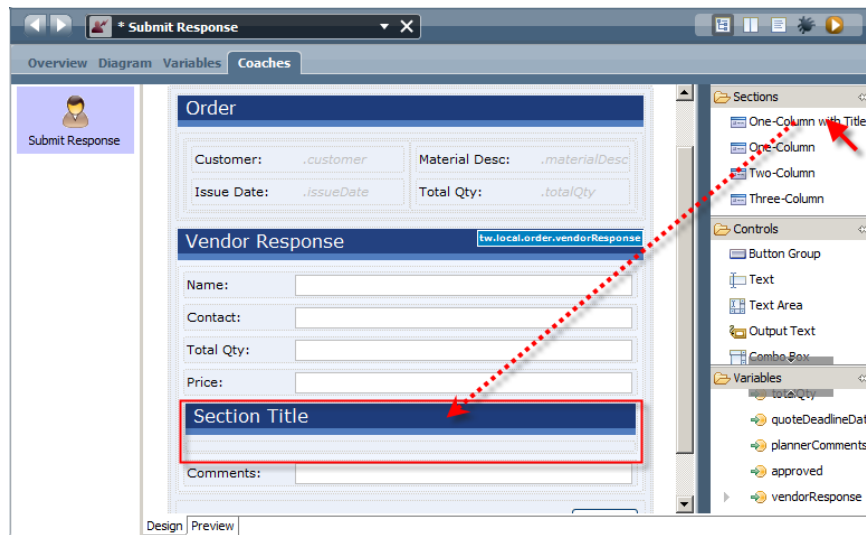 * Submit Response
Overview Diagram Variables Coaches
Submit Response
Order
Customer: .customer Material Desc: .materialDesc
Issue Date: .issueDate Total Qty: .totalQty
Vendor Response tw.local.order.vendorResponse
Name:
Contact:
Total Qty:
Price:
Section Title
Comments:
Design Preview
Sections
One-Column with Title
One-Column
Two-Column
Three-Column
Controls
Button Group
Text
Text Area
Output Text
Combo Box
Variables
totalQty
quoteDeadlineDat
plannerComments
approved
vendorResponse